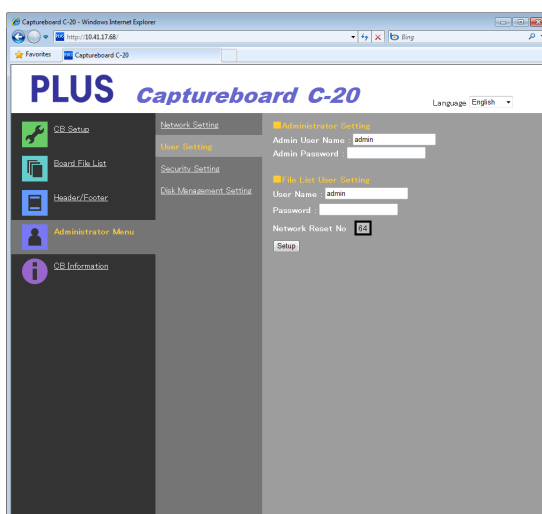 Captureboard C-20 - Windows Internet Explorer
http://10.41.17.68/
Bing
Favorites
Captureboard C-20
PLUS Captureboard C-20
Language English
CB Setup
Board File List
Header/Footer
Administrator Menu
CB Information
Network Setting
User Setting
Security Setting
Disk Management Setting
Administrator Setting
Admin User Name : admin
Admin Password :
File List User Setting
User Name : admin
Password :
Network Reset No 64
Setup